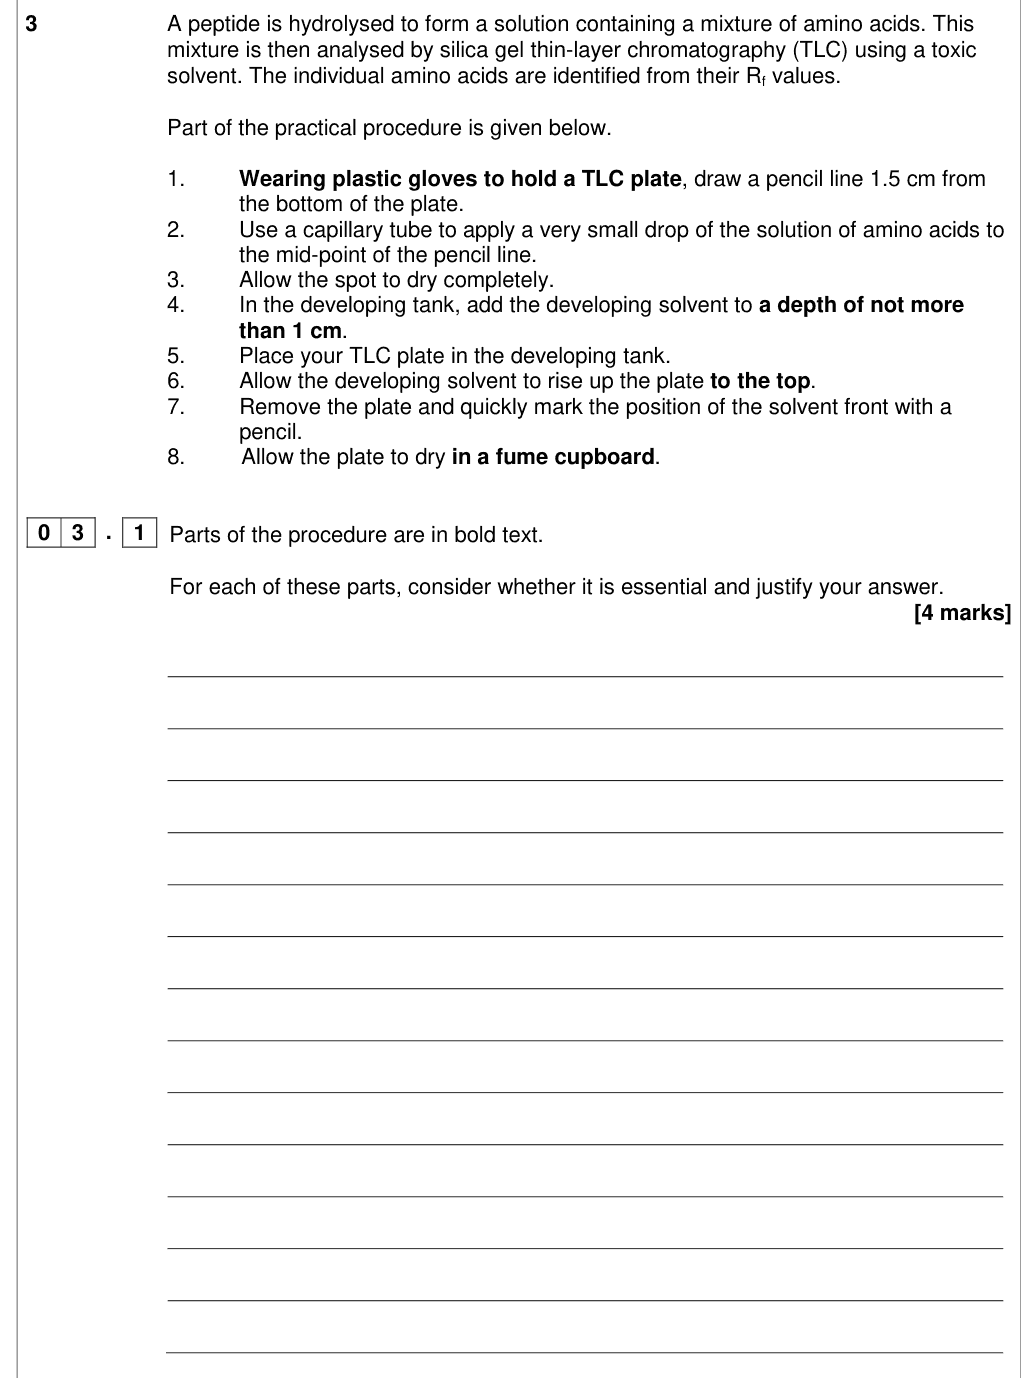 3 A peptide is hydrolysed to form a solution containing a mixture of amino acids. This
mixture is then analysed by silica gel thin-layer chromatography (TLC) using a toxic
solvent. The individual amino acids are identified from their Rf values.
Part of the practical procedure is given below.
1. Wearing plastic gloves to hold a TLC plate, draw a pencil line 1.5 cm from
the bottom of the plate.
2. Use a capillary tube to apply a very small drop of the solution of amino acids to
the mid-point of the pencil line.
3. Allow the spot to dry completely.
4. In the developing tank, add the developing solvent to a depth of not more
than 1 cm.
5. Place your TLC plate in the developing tank.
6. Allow the developing solvent to rise up the plate to the top.
7. Remove the plate and quickly mark the position of the solvent front with a
pencil.
8. Allow the plate to dry in a fume cupboard.
0 3 . 1 Parts of the procedure are in bold text.
For each of these parts, consider whether it is essential and justify your answer.
[4 marks]